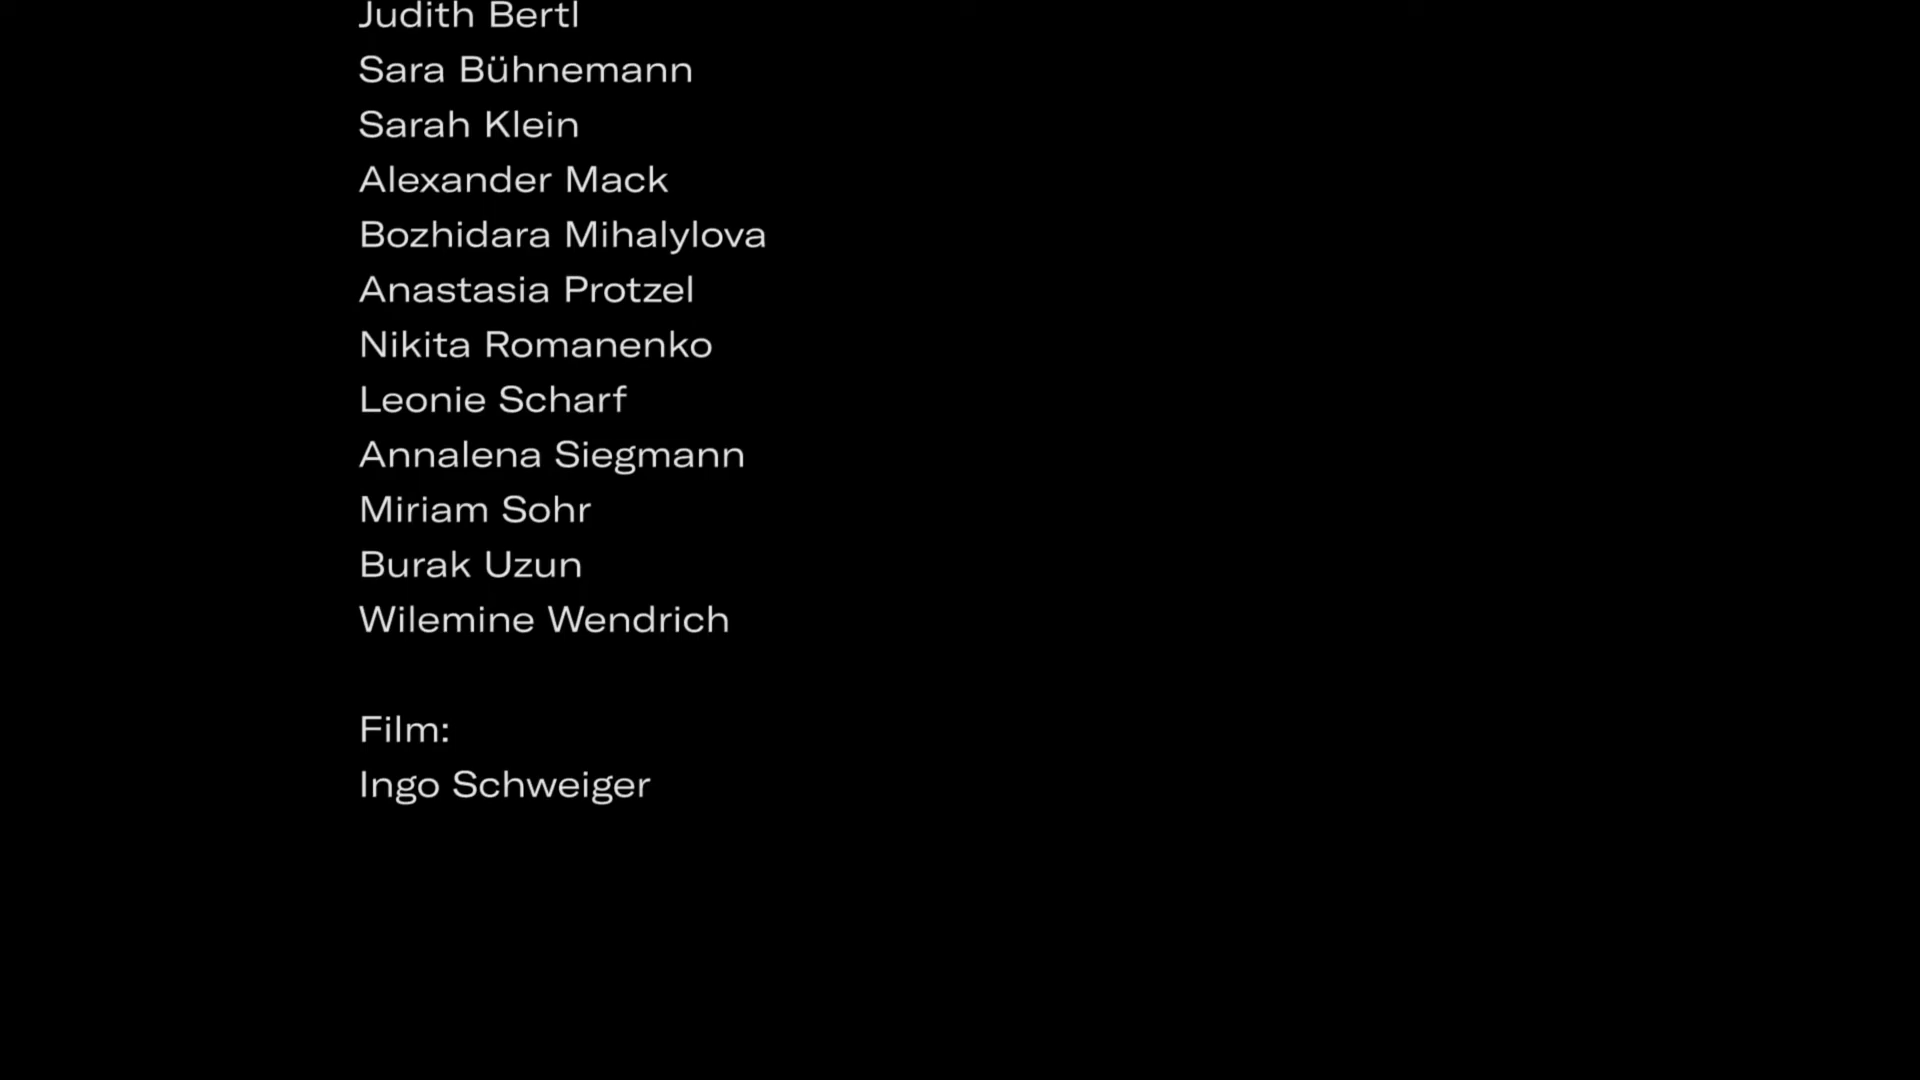 Judith Bertl
Sara Bühnemann
Sarah Klein
Alexander Mack
Bozhidara Mihalylova
Anastasia Protzel
Nikita Romanenko
Leonie Scharf
Annalena Siegmann
Miriam Sohr
Burak Uzun
Wilemine Wendrich
Film:
Ingo Schweiger